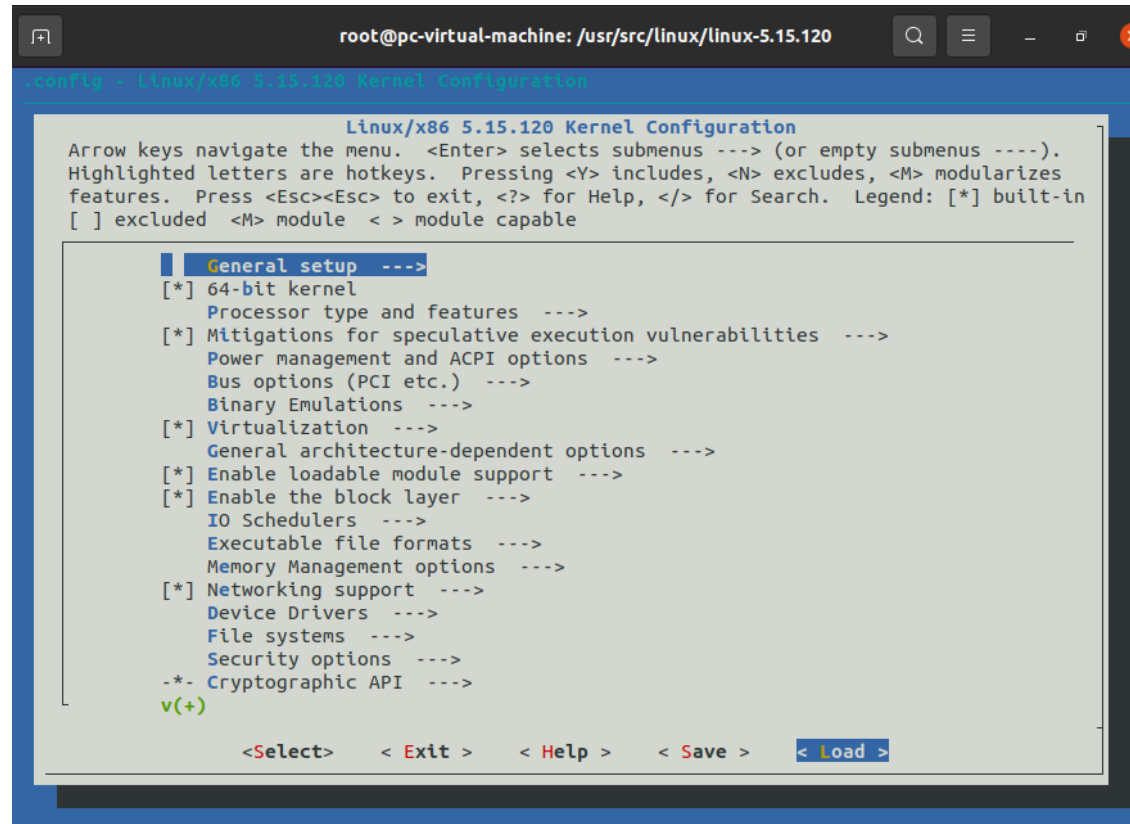 root@pc-virtual-machine: /usr/src/linux/linux-5.15.120
.config - Linux/x86 5.15.120 Kernel Configuration
Linux/x86 5.15.120 Kernel Configuration
Arrow keys navigate the menu.  <Enter> selects submenus ---> (or empty submenus ----).
Highlighted letters are hotkeys.  Pressing <Y> includes, <N> excludes, <M> modularizes
features.  Press <Esc><Esc> to exit, <?> for Help, </> for Search.  Legend: [*] built-in
[ ] excluded  <M> module  < > module capable
General setup  --->
[*] 64-bit kernel
Processor type and features  --->
[*] Mitigations for speculative execution vulnerabilities  --->
Power management and ACPI options  --->
Bus options (PCI etc.)  --->
Binary Emulations  --->
[*] Virtualization  --->
General architecture-dependent options  --->
[*] Enable loadable module support  --->
[*] Enable the block layer  --->
IO Schedulers  --->
Executable file formats  --->
Memory Management options  --->
[*] Networking support  --->
Device Drivers  --->
File systems  --->
Security options  --->
-*- Cryptographic API  --->
v(+)
<Select>    < Exit >    < Help >    < Save >    < Load >